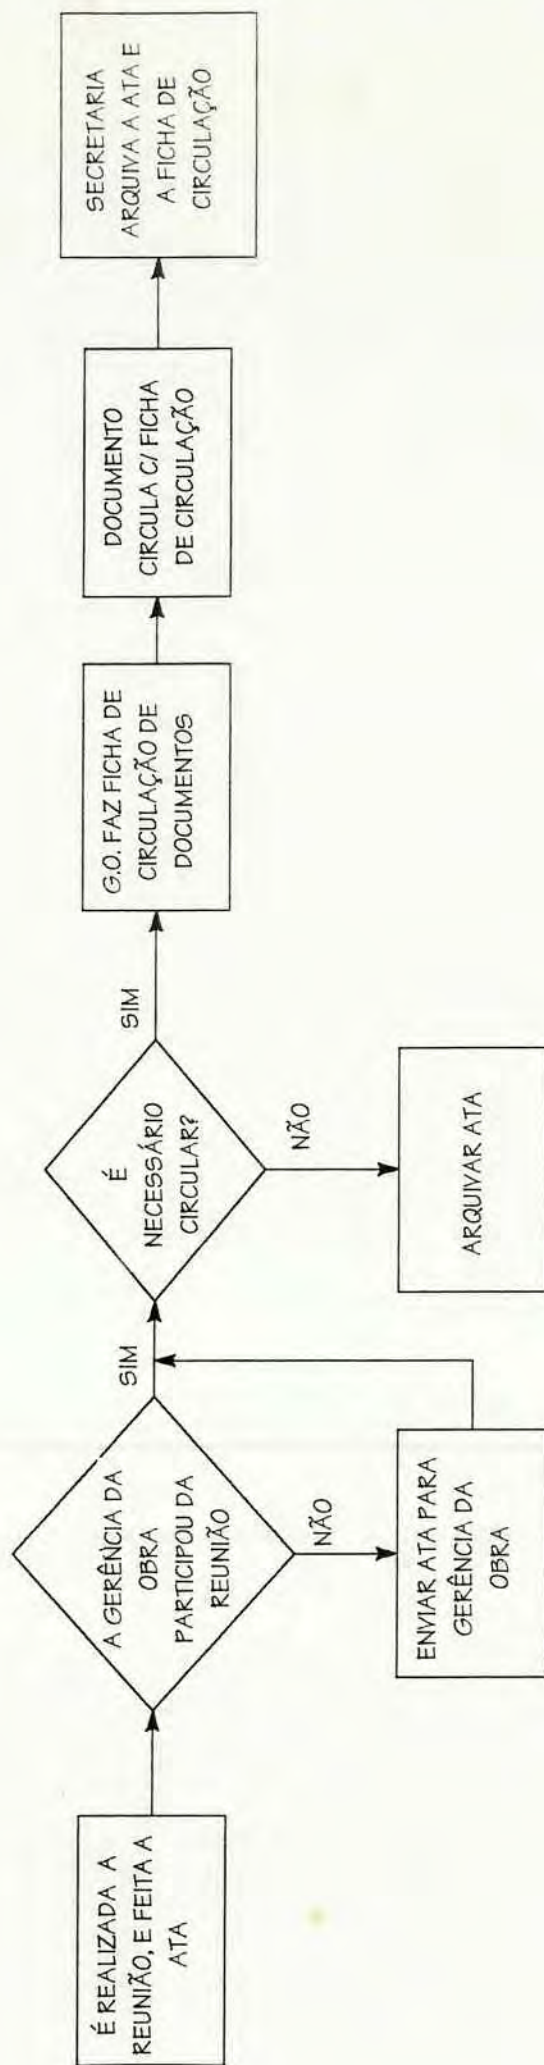 É REALIZADA A
REUNIÃO, E FEITA A
ATA
A GERÊNCIA DA
OBRA
PARTICIPOU DA
REUNIÃO
SIM
NÃO
ENVIAR ATA PARA
GERÊNCIA DA
OBRA
É
NECESSÁRIO
CIRCULAR?
SIM
NÃO
ARQUIVAR ATA
G.O. FAZ FICHA DE
CIRCULAÇÃO DE
DOCUMENTOS
DOCUMENTO
CIRCULA C/ FICHA
DE CIRCULAÇÃO
SECRETARIA
ARQUIVA A ATA E
A FICHA DE
CIRCULAÇÃO